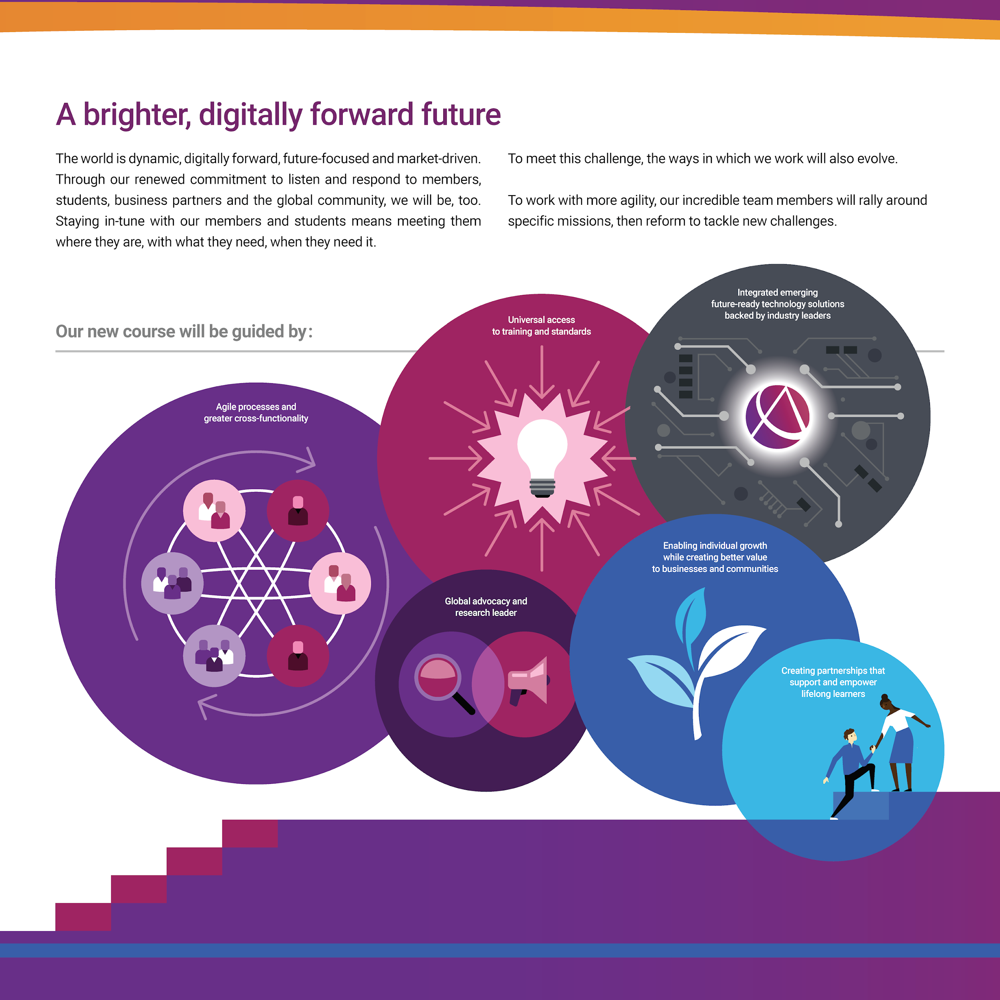 A brighter, digitally forward future
The world is dynamic, digitally forward, future-focused and market-driven.
Through our renewed commitment to listen and respond to members,
students, business partners and the global community, we will be, too.
Staying in-tune with our members and students means meeting them
where they are, with what they need, when they need it.
To meet this challenge, the ways in which we work will also evolve.
To work with more agility, our incredible team members will rally around
specific missions, then reform to tackle new challenges.
Our new course will be guided by:
Agile processes and
greater cross-functionality
Universal access
to training and standards
Integrated emerging
future-ready technology solutions
backed by industry leaders
Global advocacy and
research leader
Enabling individual growth
while creating better value
to businesses and communities
Creating partnerships that
support and empower
lifelong learners